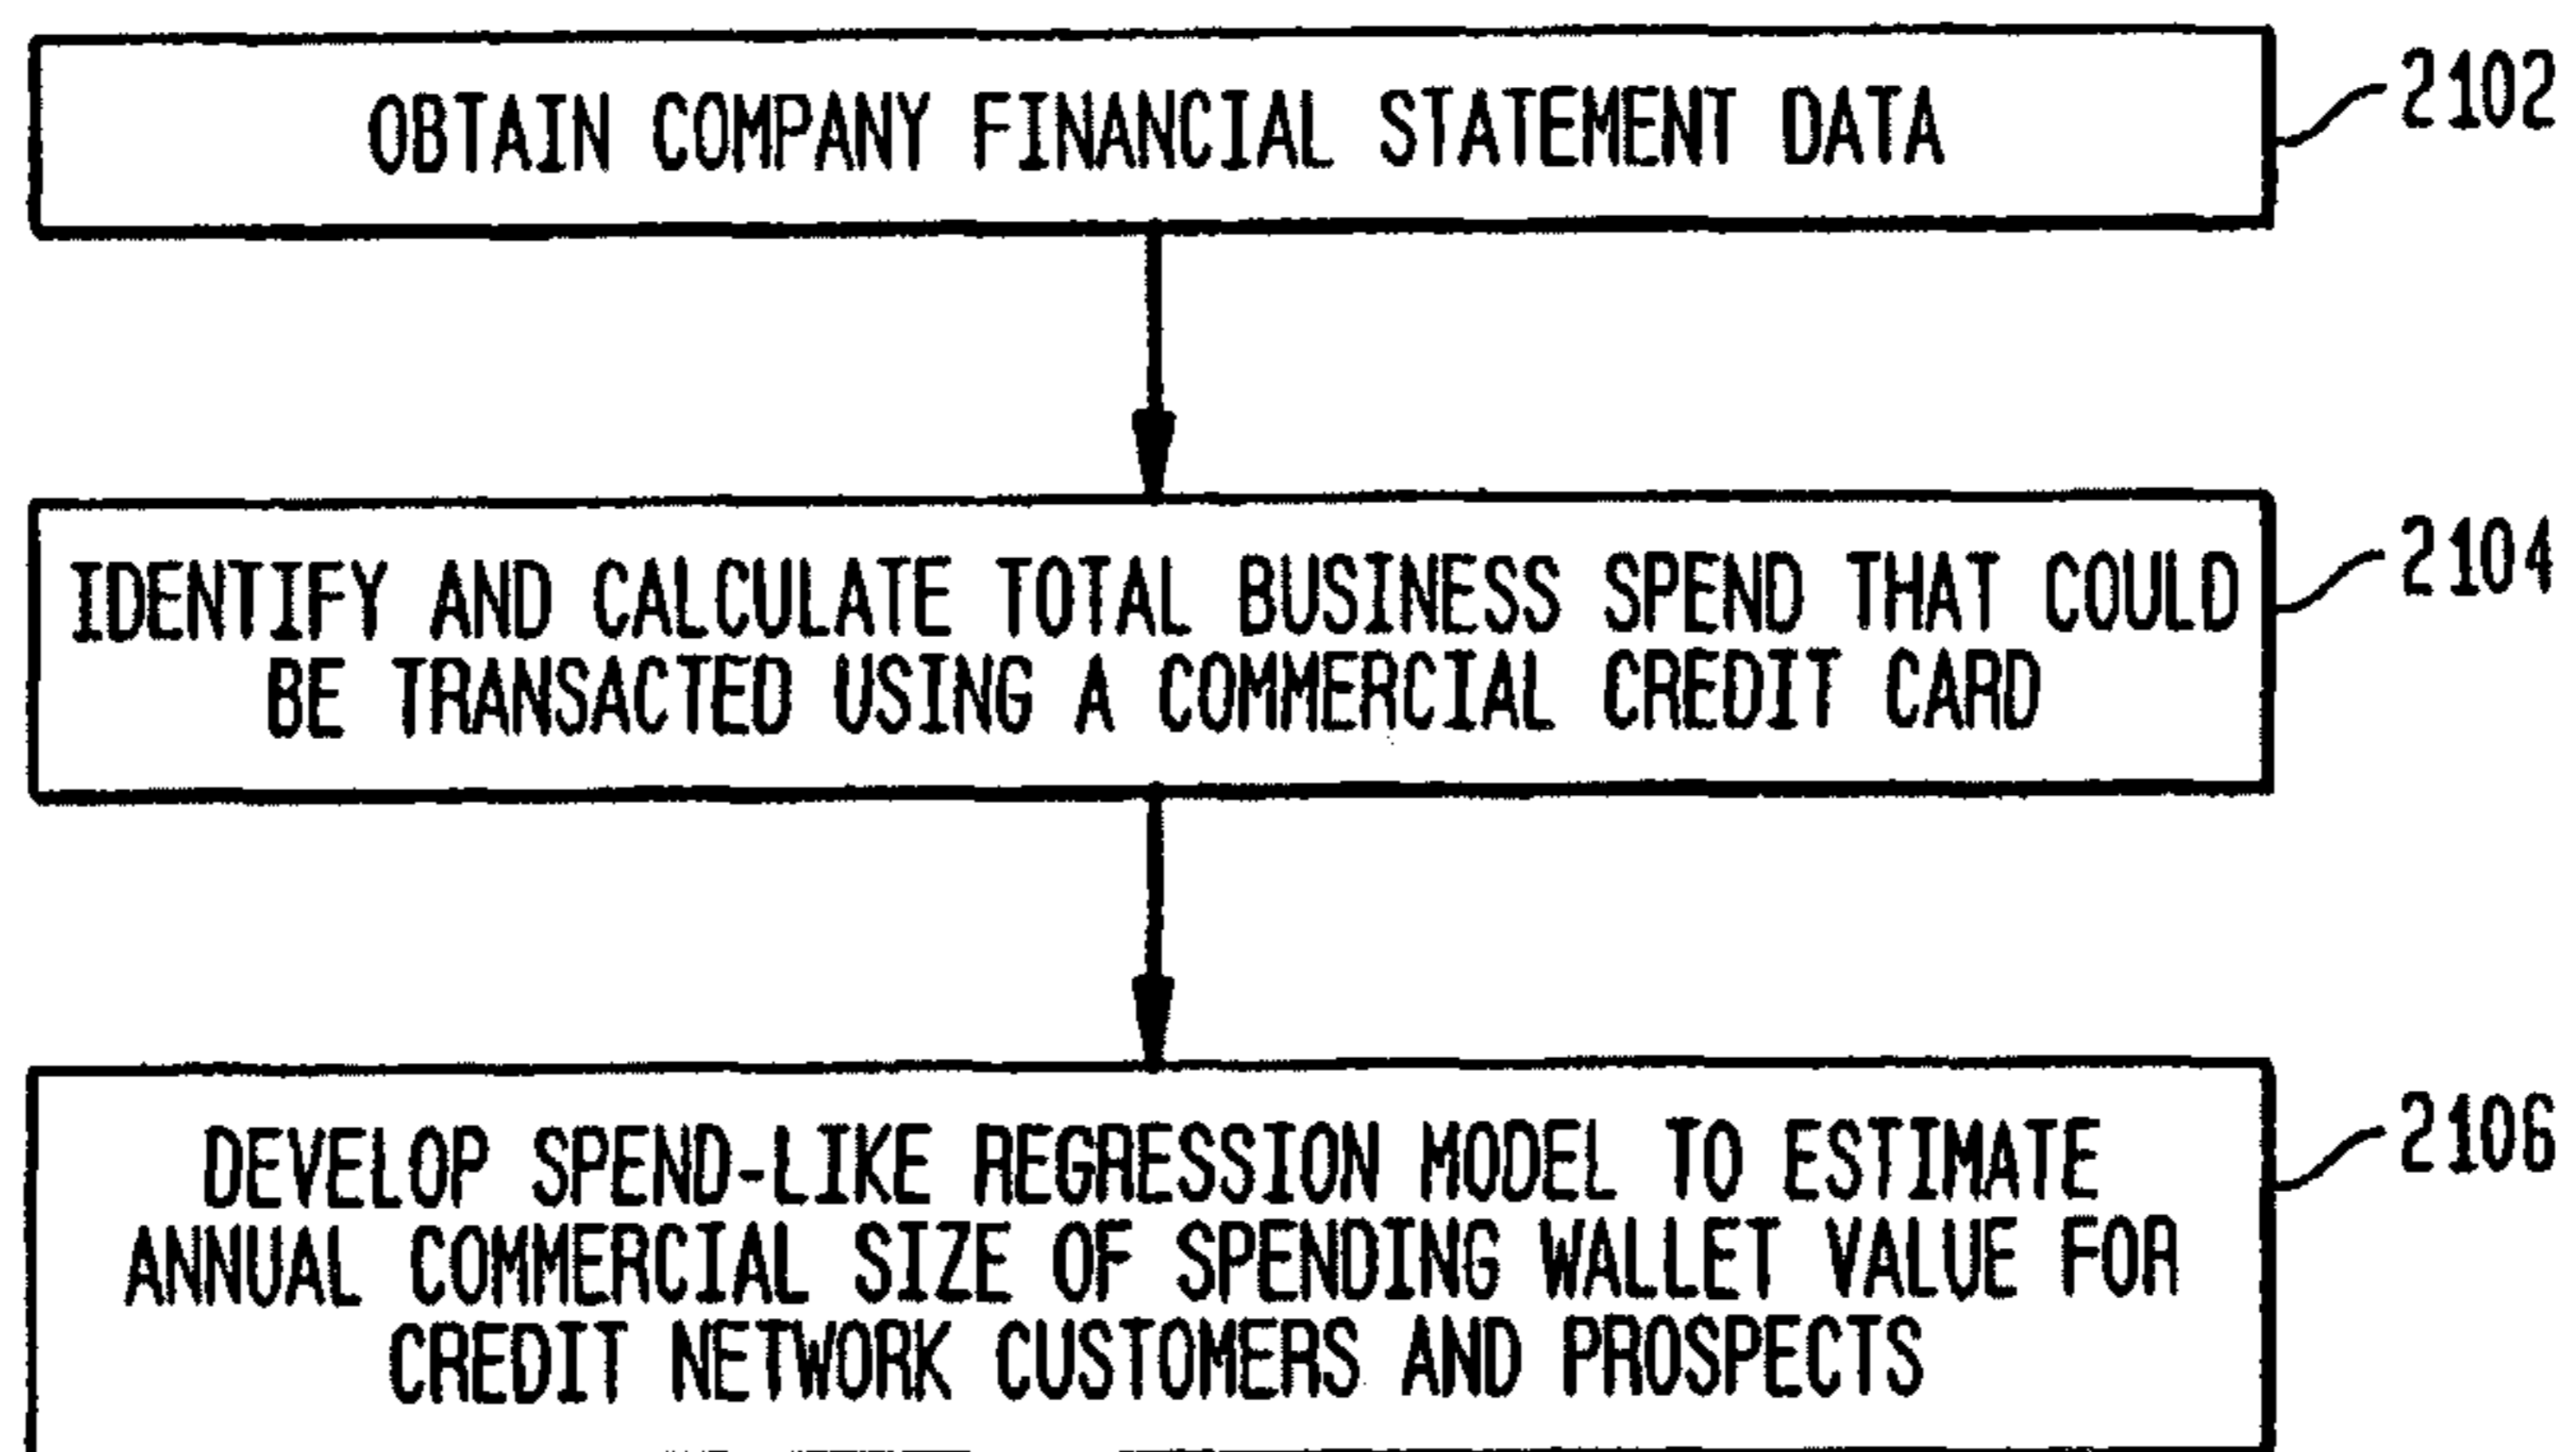 OBTAIN COMPANY FINANCIAL STATEMENT DATA
2102
IDENTIFY AND CALCULATE TOTAL BUSINESS SPEND THAT COULD
BE TRANSACTED USING A COMMERCIAL CREDIT CARD
2104
DEVELOP SPEND-LIKE REGRESSION MODEL TO ESTIMATE
ANNUAL COMMERCIAL SIZE OF SPENDING WALLET VALUE FOR
CREDIT NETWORK CUSTOMERS AND PROSPECTS
2106